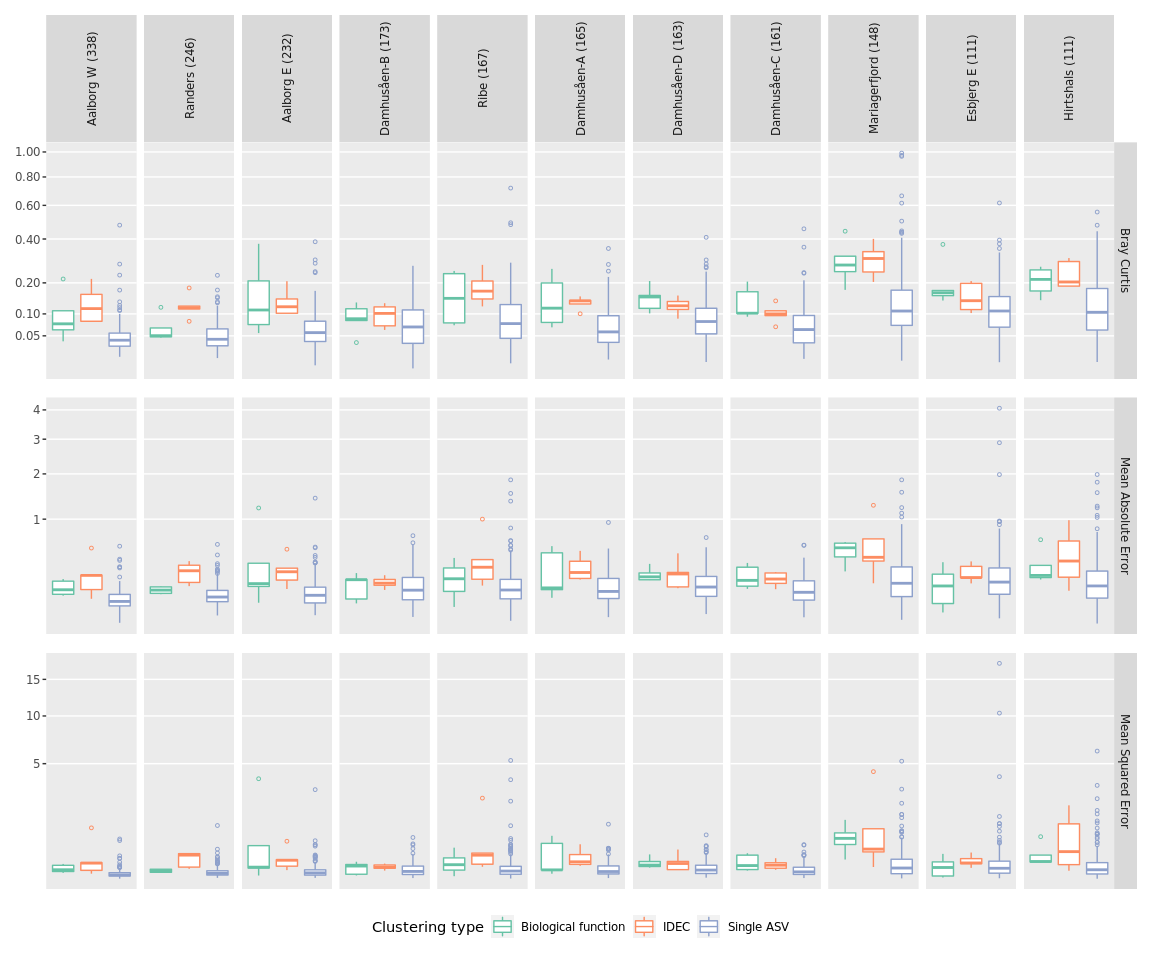 Aalborg W (338)
Randers (246)
Aalborg E (232)
Damhusåen-B (173)
Ribe (167)
Damhusåen-A (165)
Damhusåen-D (163)
Damhusåen-C (161)
Mariagerfjord (148)
Esbjerg E (111)
Hirtshals (111)
1.00
0.80
0.60
0.40
0.20
0.10
0.05
Bray Curtis
4
3
2
1
Mean Absolute Error
15
10
5
Mean Squared Error
Clustering type Biological function IDEC Single ASV